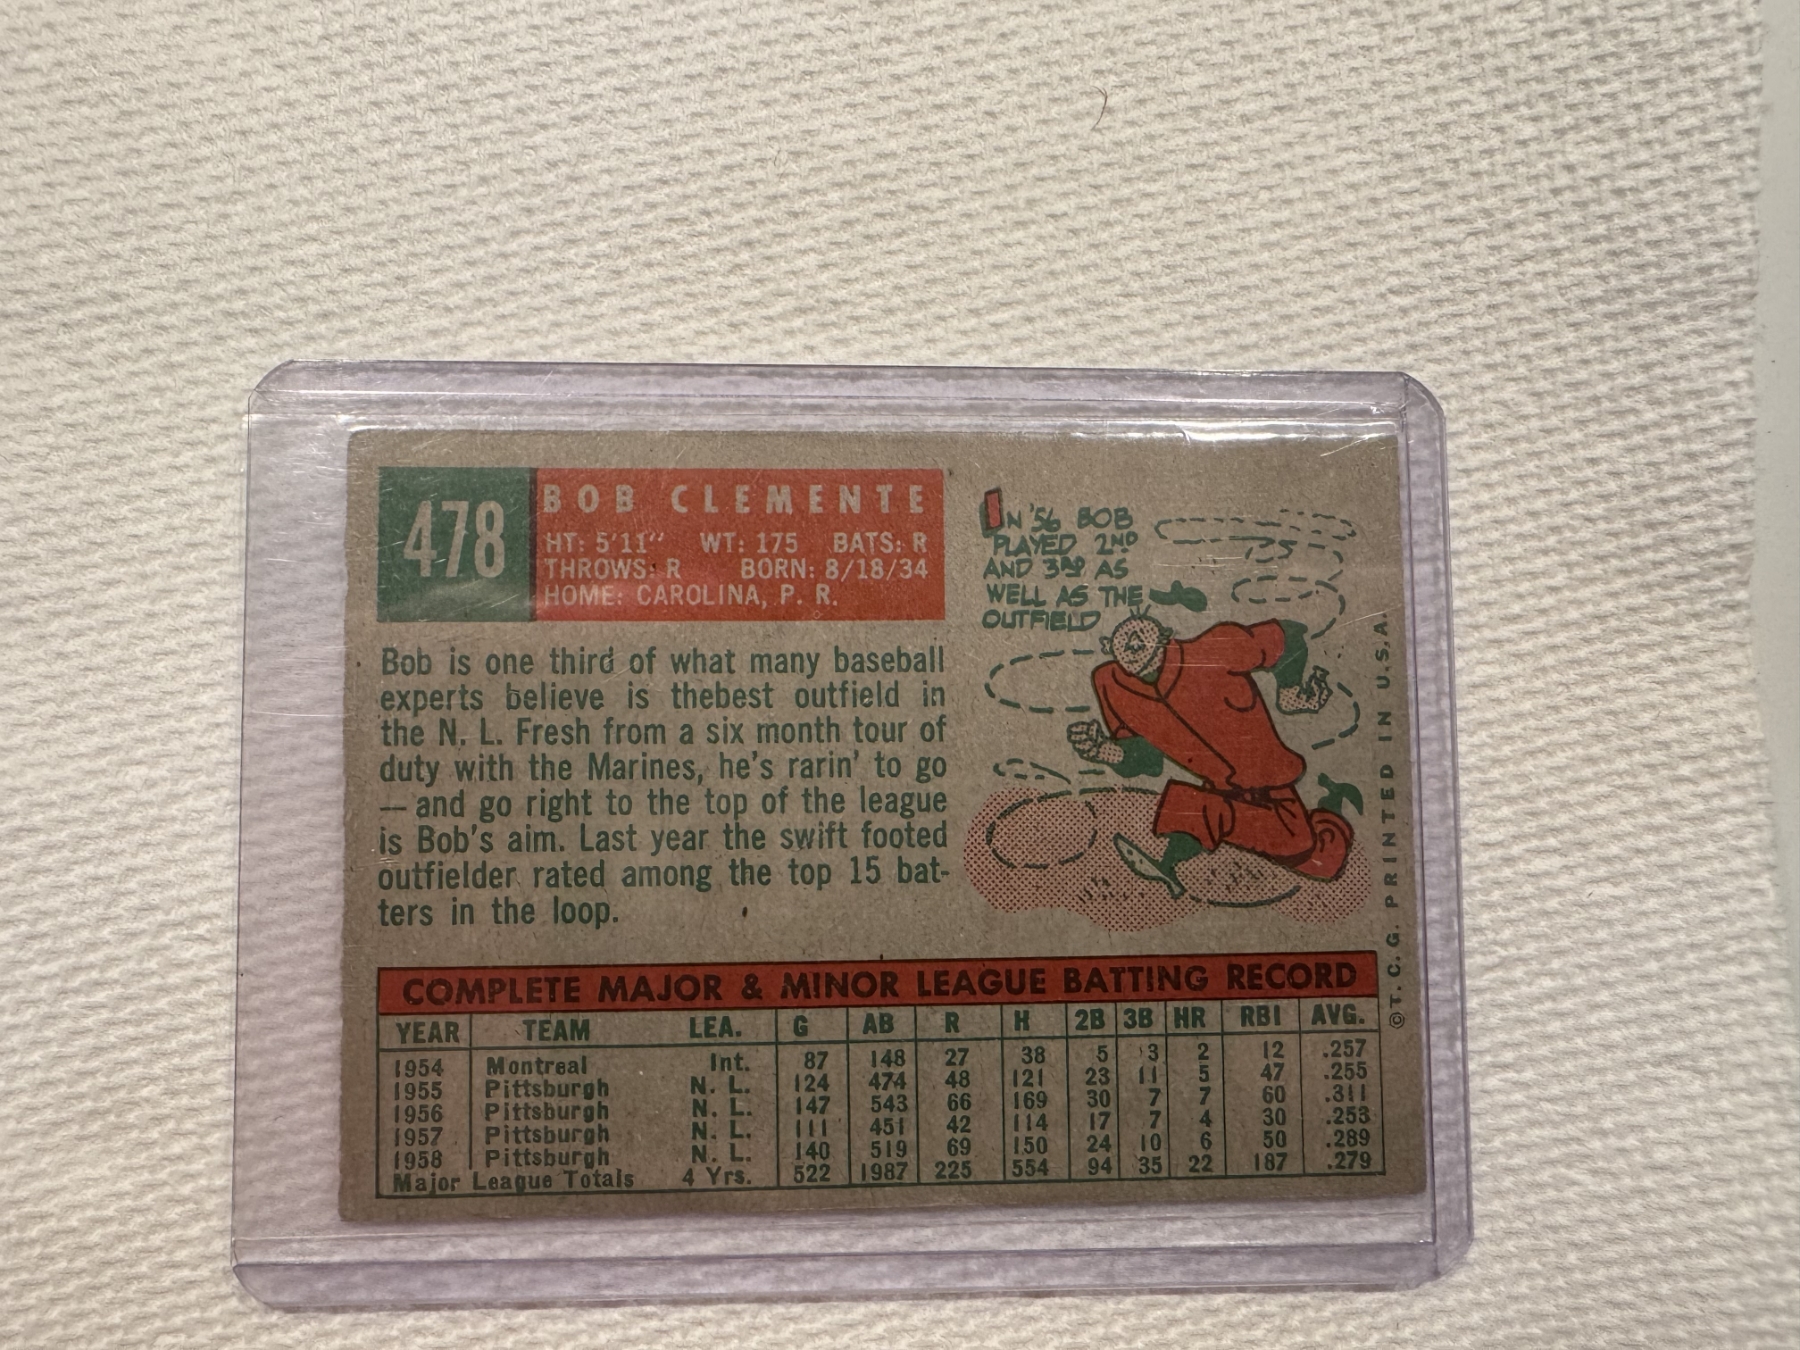 478
BOB CLEMENTE
HT: 5'11" WT: 175 BATS: R
THROWS: R BORN: 8/18/34
HOME: CAROLINA, P. R.
IN '56 BOB
PLAYED 2ND
AND 3RD AS
WELL AS THE
OUTFIELD
Bob is one third of what many baseball
experts believe is thebest outfield in
the N. L. Fresh from a six month tour of
duty with the Marines, he's rarin' to go
— and go right to the top of the league
is Bob's aim. Last year the swift footed
outfielder rated among the top 15 bat-
ters in the loop.
©T. C. G. PRINTED IN U.S.A.
COMPLETE MAJOR & MINOR LEAGUE BATTING RECORD
YEAR TEAM LEA. G AB R H 2B 3B HR RBI AVG.
1954 Montreal Int. 87 148 27 38 5 3 2 12 .257
1955 Pittsburgh N. L. 124 474 48 121 23 11 5 47 .255
1956 Pittsburgh N. L. 147 543 66 169 30 7 7 60 .311
1957 Pittsburgh N. L. 111 451 42 114 17 7 4 30 .253
1958 Pittsburgh N. L. 140 519 69 150 24 10 6 50 .289
Major League Totals 4 Yrs. 522 1987 225 554 94 35 22 187 .279